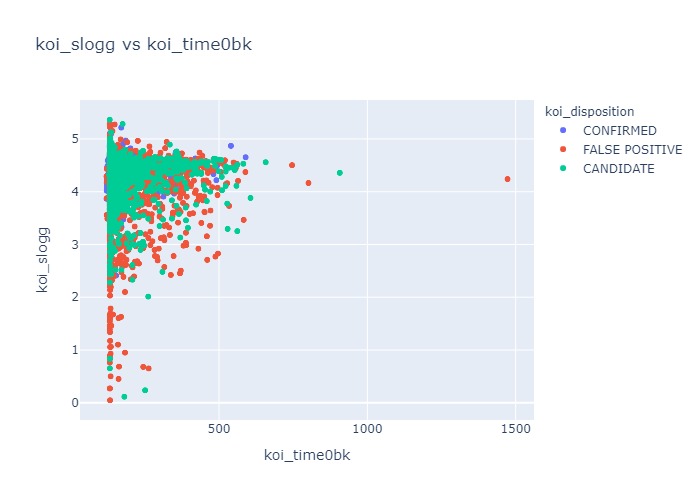 koi_slogg vs koi_time0bk
koi_disposition
CONFIRMED
FALSE POSITIVE
CANDIDATE
5
4
3
2
1
0
koi_slogg
500
1000
1500
koi_time0bk